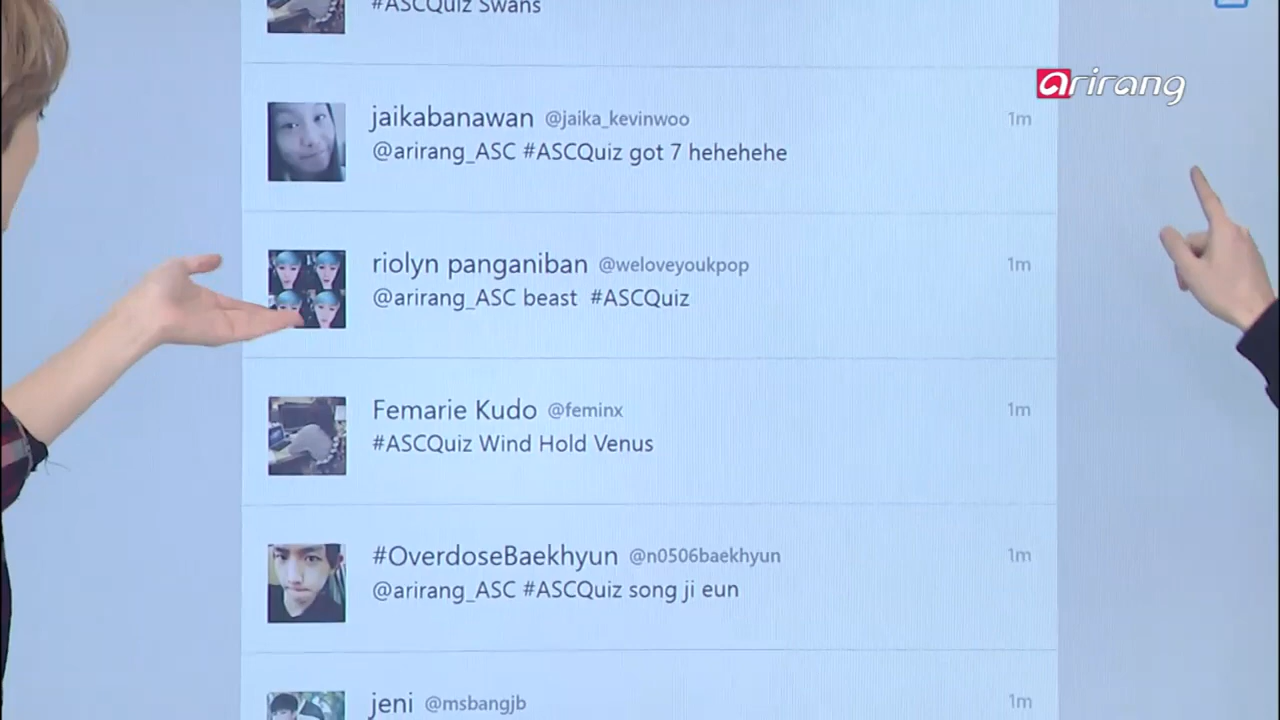 #ASCQuiz Swans
arirang
jaikabanawan @jaika_kevinwoo 1m
@arirang_ASC #ASCQuiz got 7 hehehehe
riolyn panganiban @weloveyoukpop 1m
@arirang_ASC beast #ASCQuiz
Femarie Kudo @feminx 1m
#ASCQuiz Wind Hold Venus
#OverdoseBaekhyun @n0506baekhyun 1m
@arirang_ASC #ASCQuiz song ji eun
jeni @msbangjb 1m